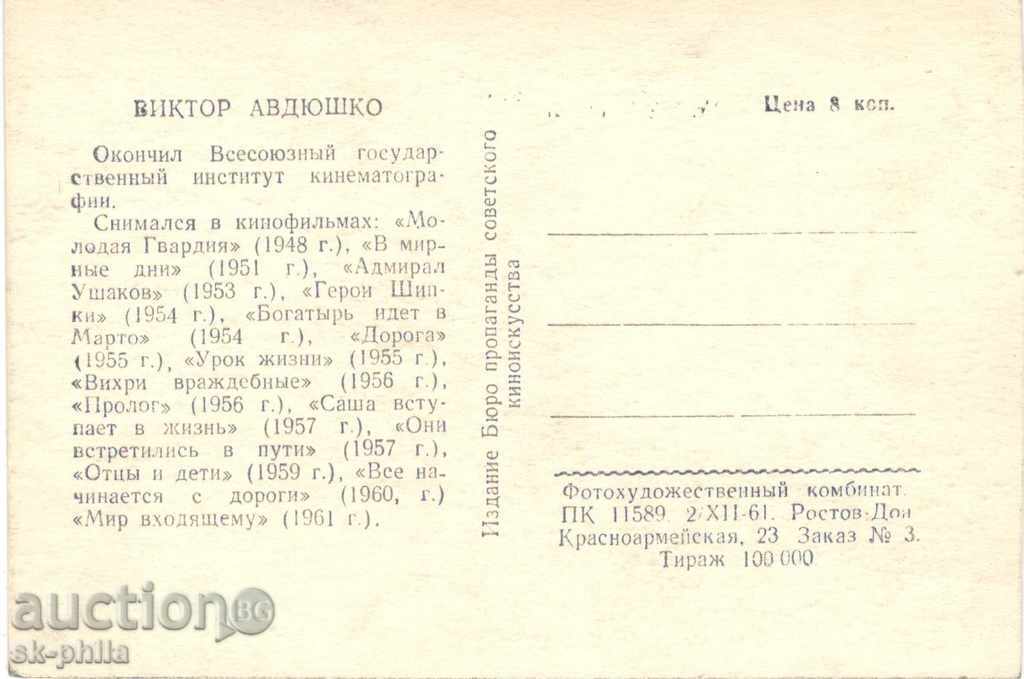 ВИКТОР АВДЮШКО
Окончил Всесоюзный государ-
ственный институт кинематогра-
фии.
Снимался в кинофильмах: «Мо-
лодая Гвардия» (1948 г.), «В мир-
ные дни» (1951 г.), «Адмирал
Ушаков» (1953 г.), «Герои Шип-
ки» (1954 г.), «Богатырь идет в
Марто» (1954 г.), «Дорога»
(1955 г.), «Урок жизни» (1955 г.),
«Вихри враждебные» (1956 г.),
«Пролог» (1956 г.), «Саша всту-
пает в жизнь» (1957 г.), «Они
встретились в пути» (1957 г.),
«Отцы и дети» (1959 г.), «Все на-
чинается с дороги» (1960, г.)
«Мир входящему» (1961 г.).
Издание Бюро пропаганды советского
киноискусства
Цена 8 коп.
Фотохудожественный комбинат.
ПК 11589. 2/XII-61. Ростов-Дон
Красноармейская, 23 Заказ № 3.
Тираж 100 000
auction BG
sk-philla